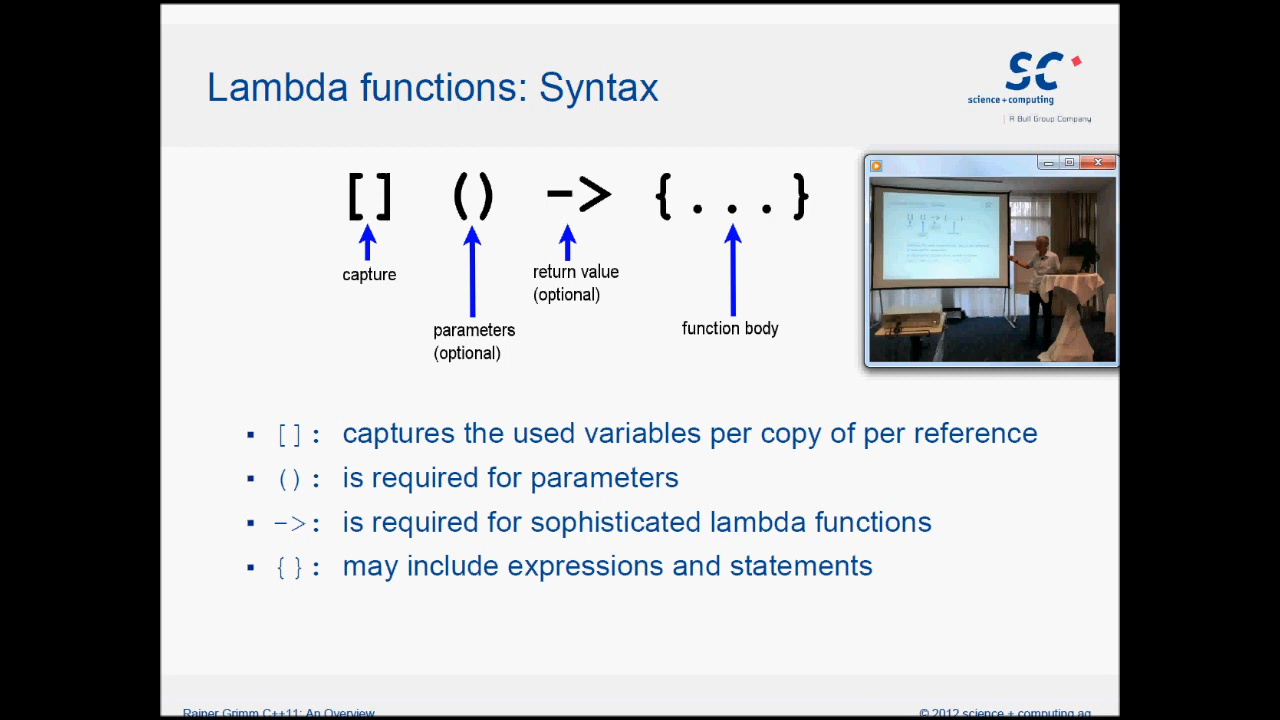 Lambda functions: Syntax
SC
science + computing
A Bull Group Company
[] () -> {...}
capture
return value
(optional)
parameters
(optional)
function body
▪ []: captures the used variables per copy of per reference
▪ (): is required for parameters
▪ ->: is required for sophisticated lambda functions
▪ {}: may include expressions and statements
Rainer Grimm C++11: An Overview
© 2012 science + computing ag